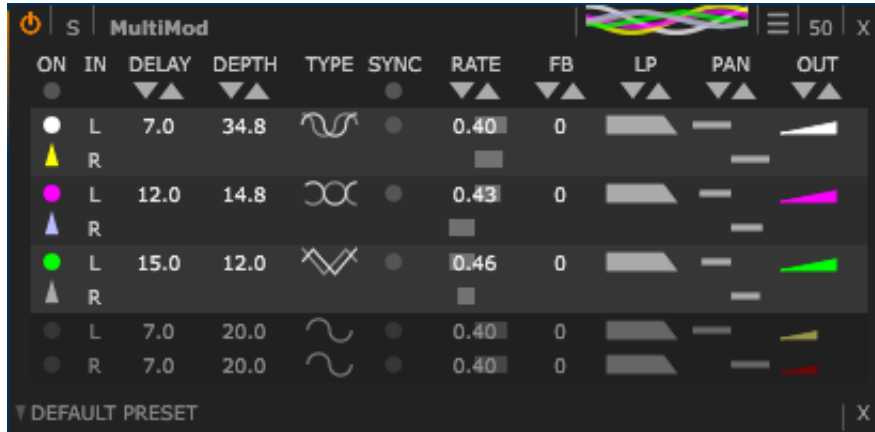 S MultiMod 50 X
ON IN DELAY DEPTH TYPE SYNC RATE FB LP PAN OUT
L 7.0 34.8 0.40 0
R
L 12.0 14.8 0.43 0
R
L 15.0 12.0 0.46 0
R
L 7.0 20.0 0.40 0
R 7.0 20.0 0.40 0
DEFAULT PRESET X